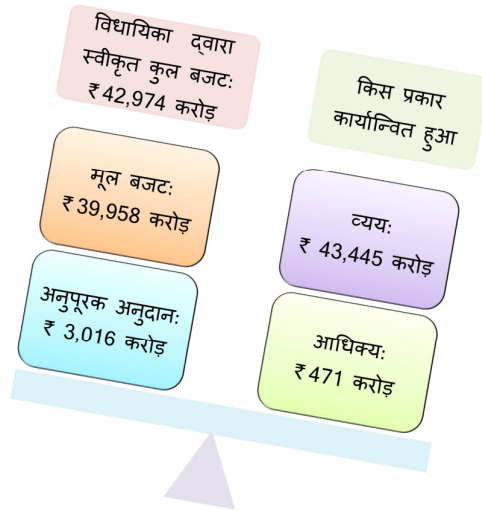 विधायिका द्वारा
स्वीकृत कुल बजट:
₹ 42,974 करोड़
मूल बजट:
₹ 39,958 करोड़
अनुपूरक अनुदान:
₹ 3,016 करोड़
किस प्रकार
कार्यान्वित हुआ
व्यय:
₹ 43,445 करोड़
आधिक्य:
₹ 471 करोड़